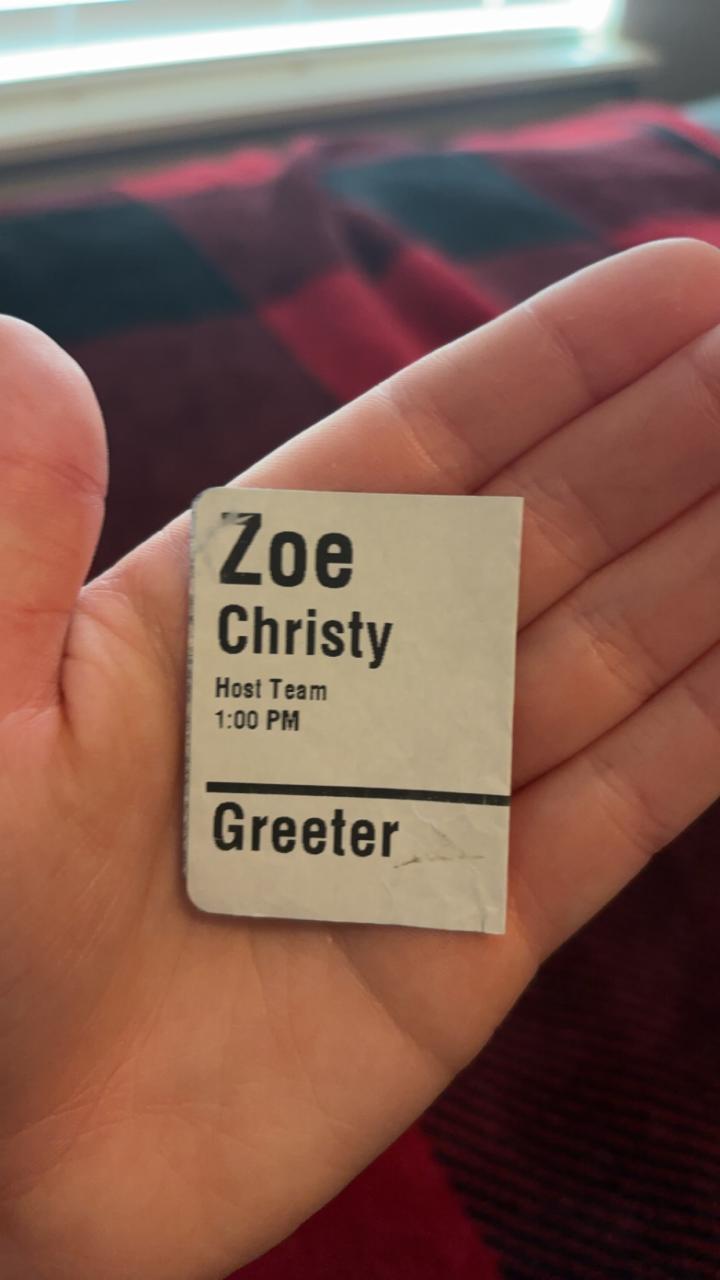 Zoe
Christy
Host Team
1:00 PM
Greeter